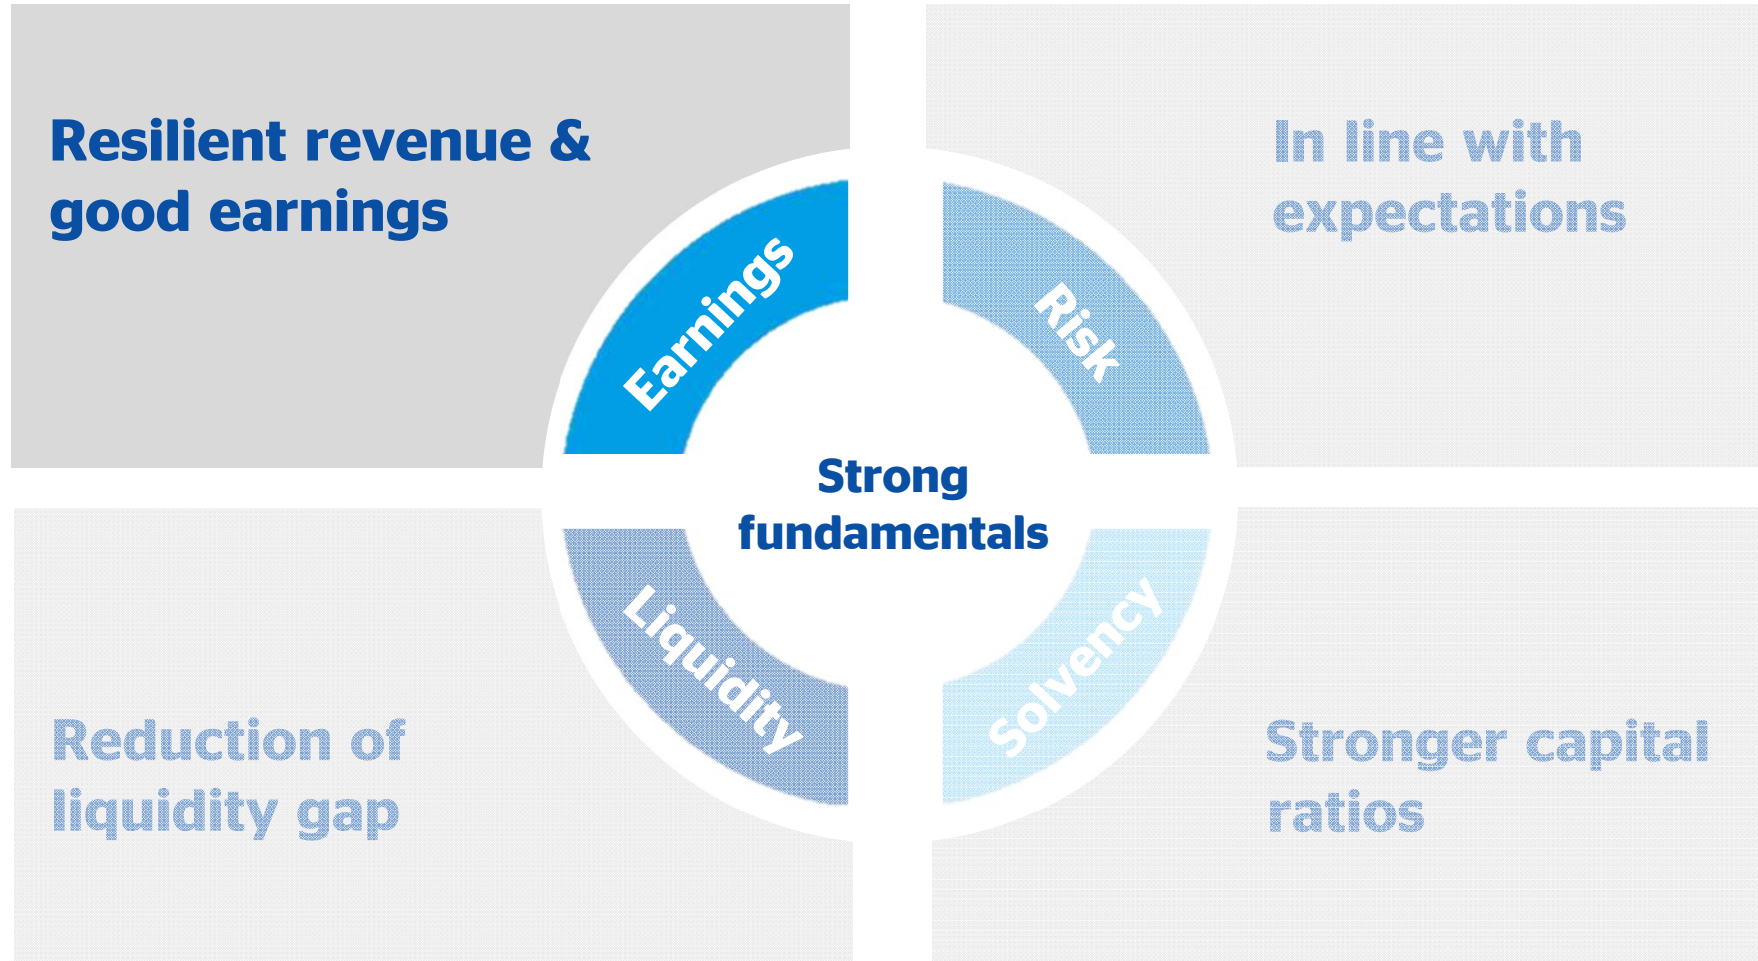 Resilient revenue &
good earnings
In line with
expectations
Earnings
Risk
Strong
fundamentals
Liquidity
Solvency
Reduction of
liquidity gap
Stronger capital
ratios